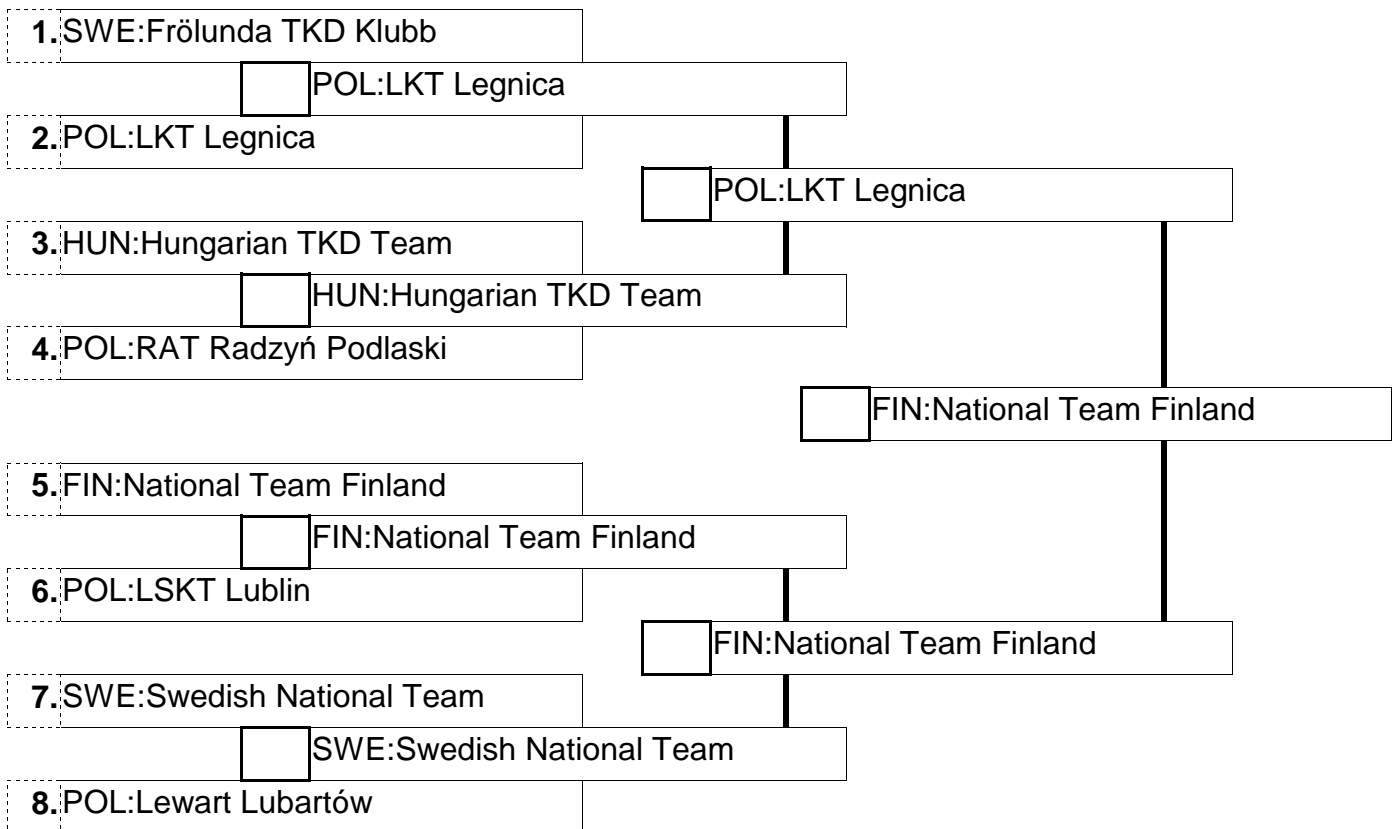 1. SWE:Frölunda TKD Klubb
POL:LKT Legnica
2. POL:LKT Legnica
POL:LKT Legnica
3. HUN:Hungarian TKD Team
HUN:Hungarian TKD Team
4. POL:RAT Radzyń Podlaski
FIN:National Team Finland
5. FIN:National Team Finland
FIN:National Team Finland
6. POL:LSKT Lublin
FIN:National Team Finland
7. SWE:Swedish National Team
SWE:Swedish National Team
8. POL:Lewart Lubartów